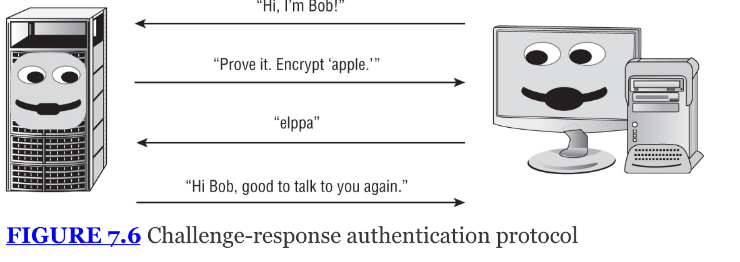 “Hi, I’m Bob!”
“Prove it. Encrypt ‘apple.’”
“elppa”
“Hi Bob, good to talk to you again.”
FIGURE 7.6 Challenge-response authentication protocol